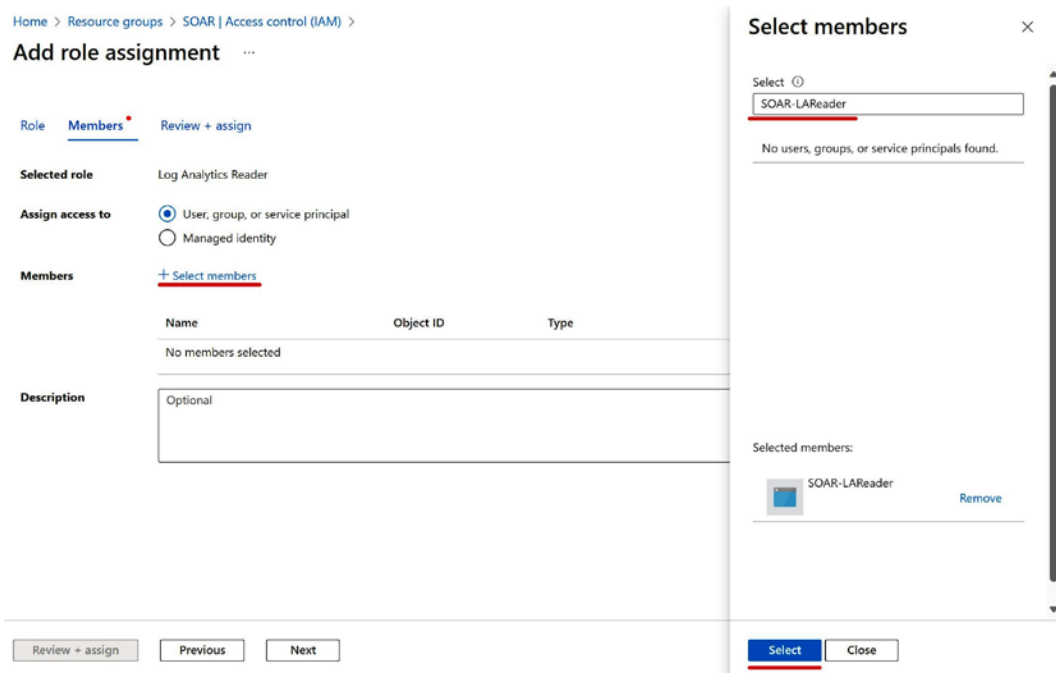 Home > Resource groups > SOAR | Access control (IAM) >
Add role assignment ...
Role Members Review + assign
Selected role Log Analytics Reader
Assign access to User, group, or service principal
Managed identity
Members + Select members
Name Object ID Type
No members selected
Description Optional
Review + assign Previous Next
Select members
Select
SOAR-LAReader
No users, groups, or service principals found.
Selected members:
SOAR-LAReader
Remove
Select Close